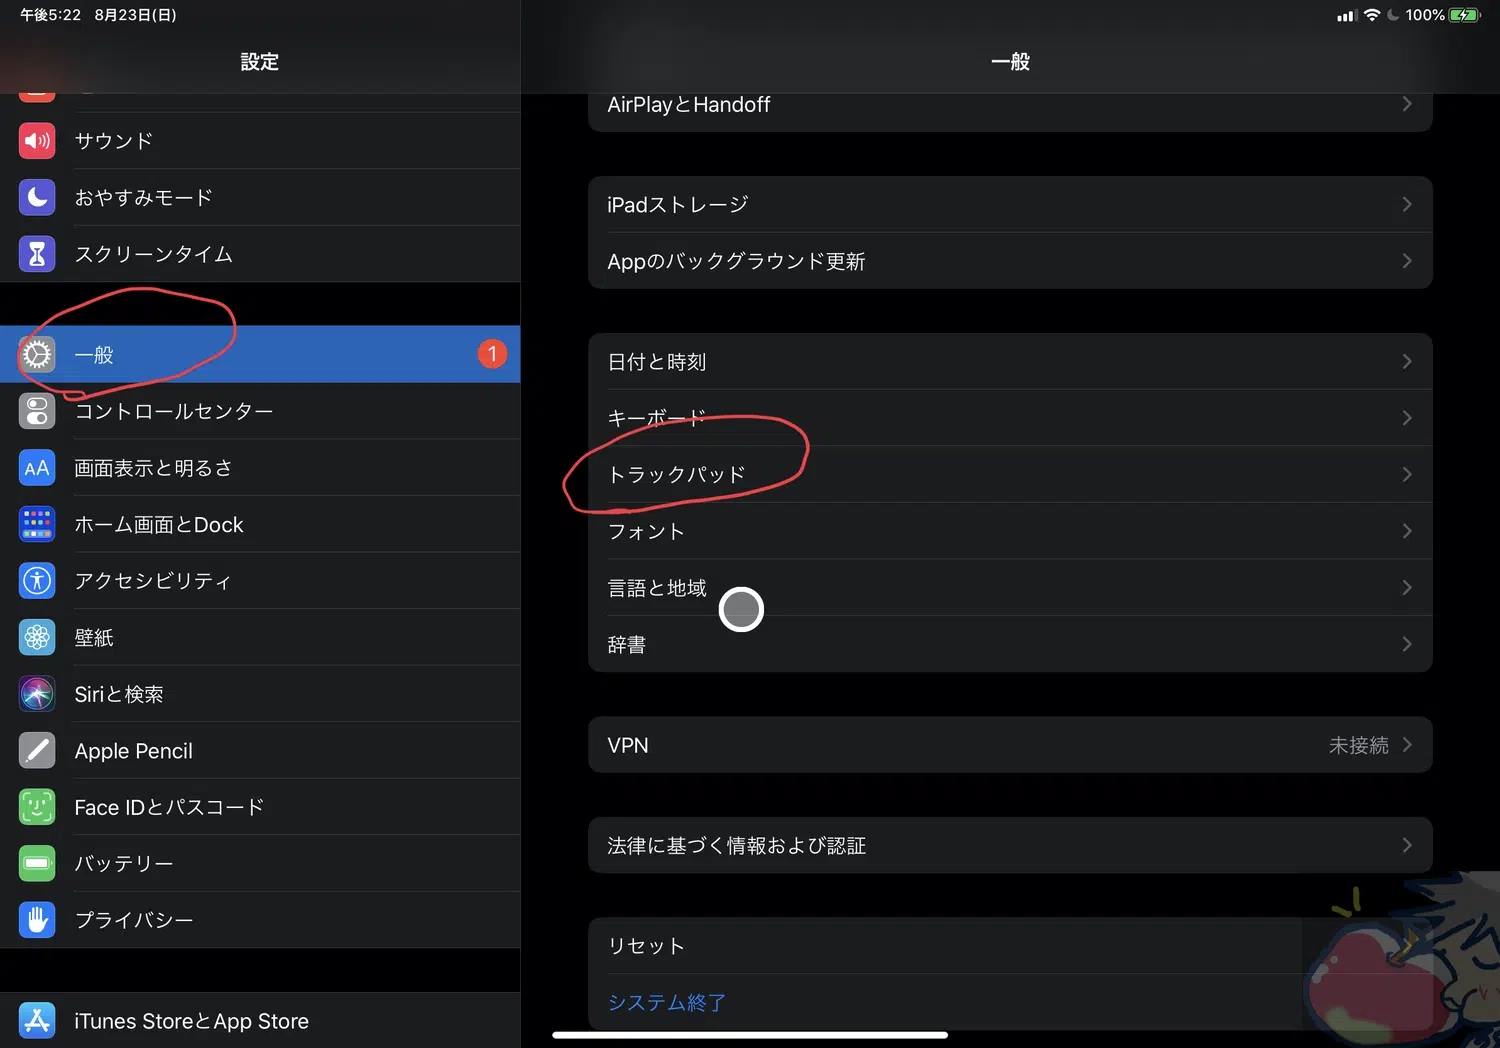 午後5:22 8月23日(日)
100%
設定
サウンド
おやすみモード
スクリーンタイム
一般
1
コントロールセンター
AA
画面表示と明るさ
ホーム画面とDock
アクセシビリティ
壁紙
Siriと検索
Apple Pencil
Face IDとパスコード
バッテリー
プライバシー
iTunes StoreとApp Store
一般
AirPlayとHandoff
iPadストレージ
Appのバックグラウンド更新
日付と時刻
キーボード
トラックパッド
フォント
言語と地域
辞書
VPN
未接続
法律に基づく情報および認証
リセット
システム終了